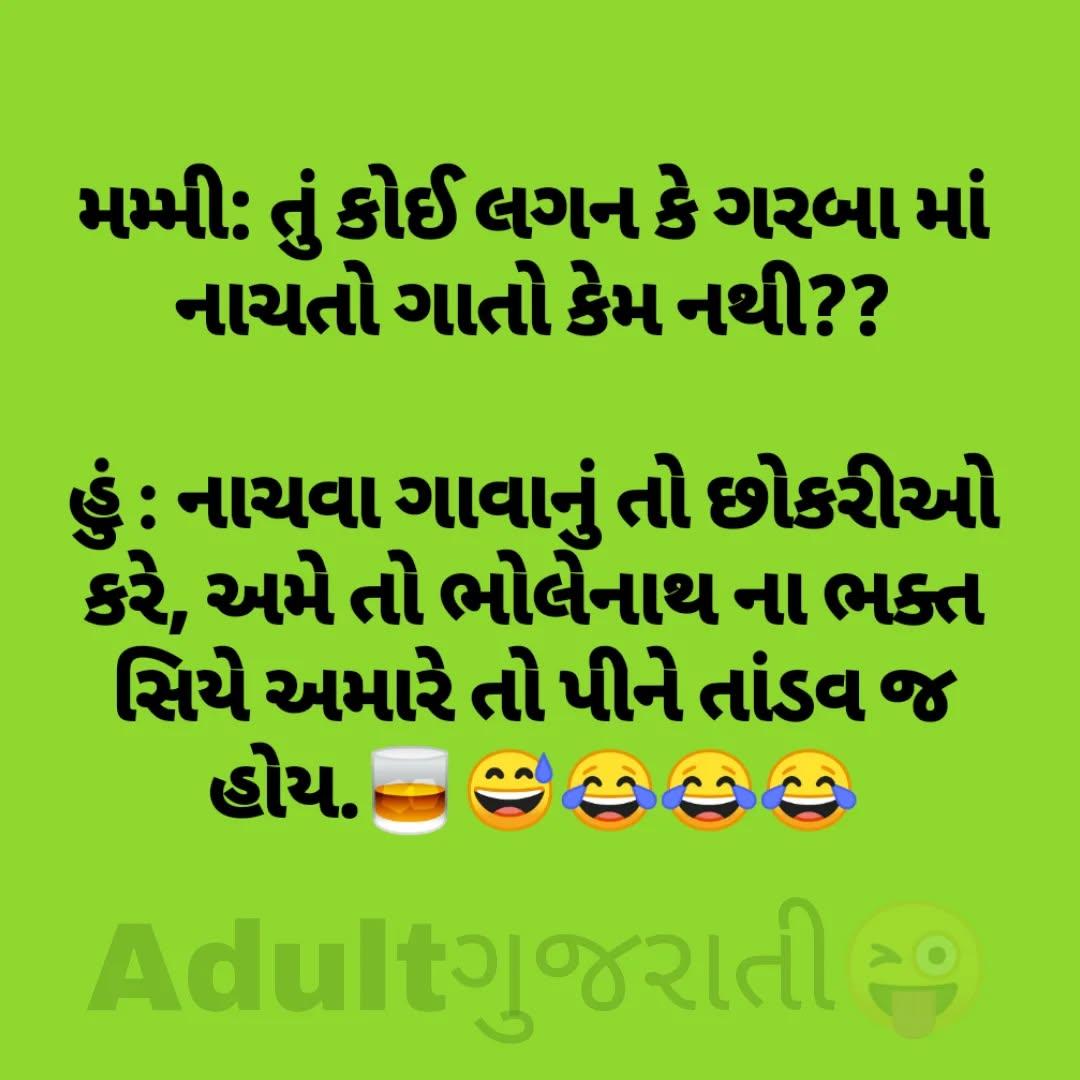 મમ્મી: તું કોઈ લગન કે ગરબા માં
નાચતો ગાતો કેમ નથી??
હું : નાચવા ગાવાનું તો છોકરીઓ
કરે, અમે તો ભોલેનાથ ના ભક્ત
સિયે અમારે તો પીને તાંડવ જ
હોય.🥃😅😂😂😂
Adultગુજરાતી😜